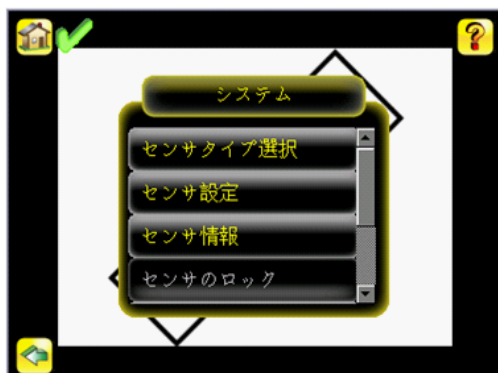 システム
センサタイプ選択
センサ設定
センサ情報
センサのロック